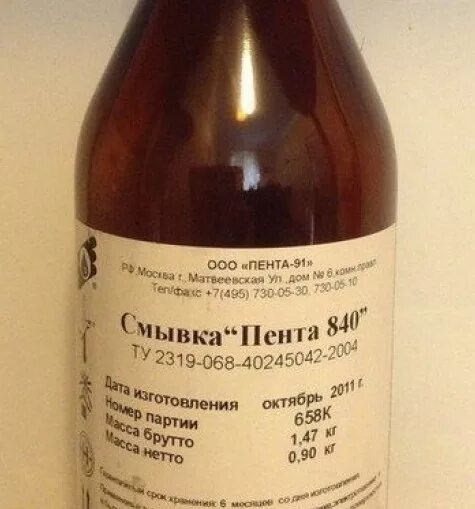 ООО «ПЕНТА-91»
РФ, Москва г., Матвеевская Ул., дом № 6, комн. правл.
Тел/факс +7(495) 730-05-30, 730-05-10
Смывка “Пента 840”
ТУ 2319-068-40245042-2004
Дата изготовления октябрь 2011 г.
Номер партии 658К
Масса брутто 1,47 кг
Масса нетто 0,90 кг
Гарантийный срок хранения: 6 месяцев со дня изготовления.